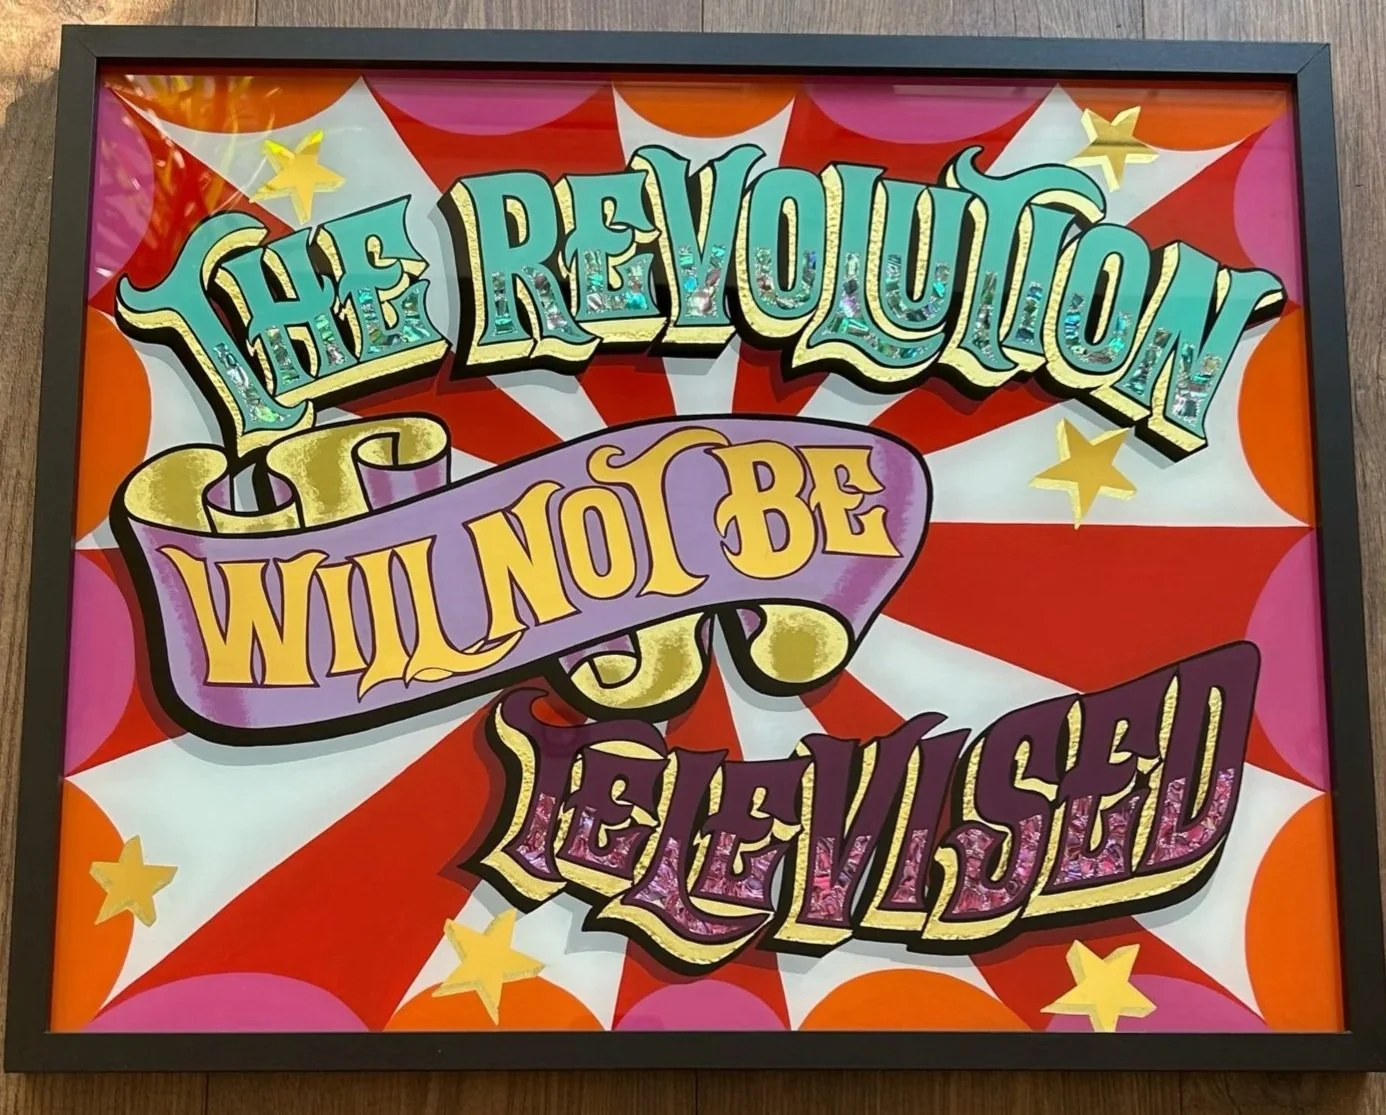 THE REVOLUTION
WILL NOT BE
TELEVISED